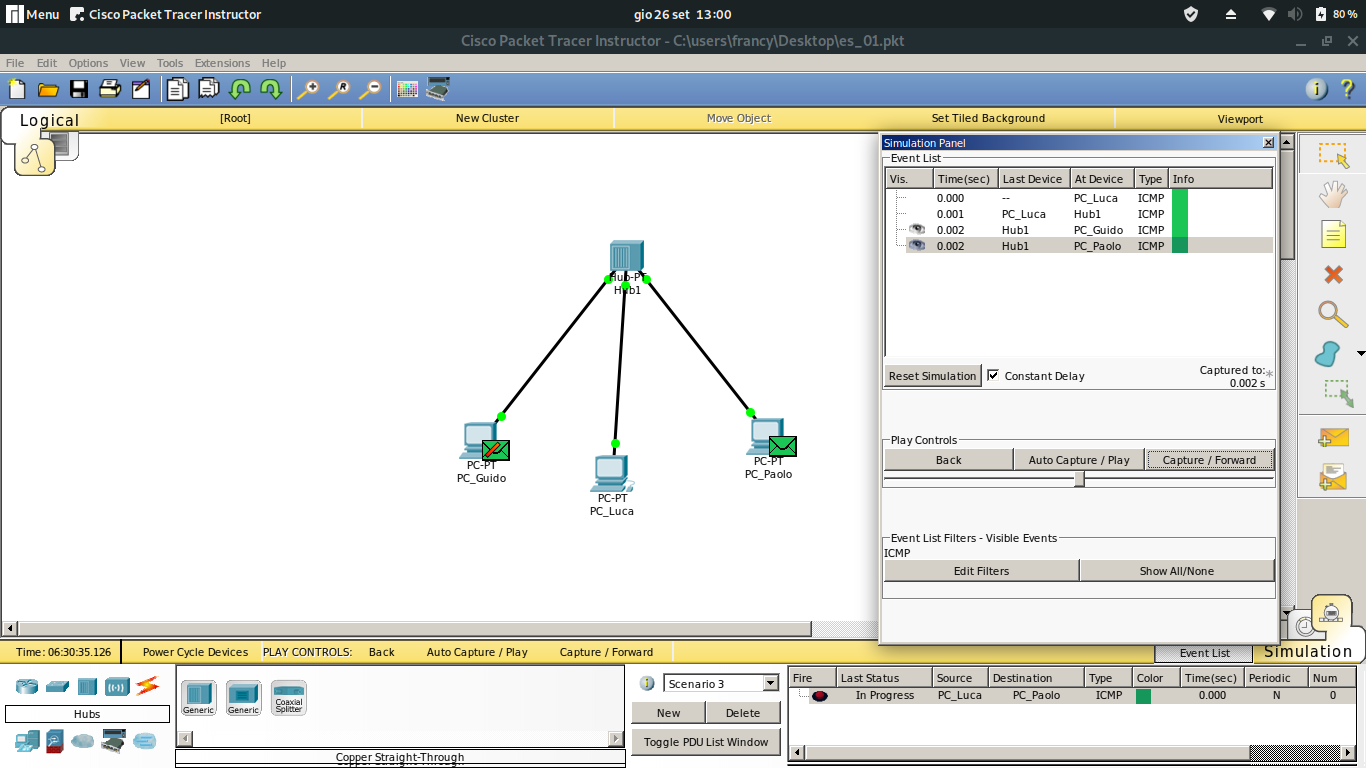 Menu Cisco Packet Tracer Instructor gio 26 set 13:00 80 %
Cisco Packet Tracer Instructor - C:\users\francy\Desktop\es_01.pkt
File Edit Options View Tools Extensions Help
Logical [Root] New Cluster Move Object Set Tiled Background Viewport
Simulation Panel
Event List
Vis. Time(sec) Last Device At Device Type Info
0.000 -- PC_Luca ICMP
0.001 PC_Luca Hub1 ICMP
0.002 Hub1 PC_Guido ICMP
0.002 Hub1 PC_Paolo ICMP
Reset Simulation Constant Delay Captured to:
0.002 s
*
Hub-PT
Hub1
PC-PT
PC_Guido
PC-PT
PC_Luca
PC-PT
PC_Paolo
Play Controls
Back Auto Capture / Play Capture / Forward
Event List Filters - Visible Events
ICMP
Edit Filters Show All/None
Time: 06:30:35.126 Power Cycle Devices PLAY CONTROLS: Back Auto Capture / Play Capture / Forward Event List Simulation
Hubs
Generic
Generic
Coaxial
Splitter
Copper Straight-Through
Scenario 3
New Delete
Toggle PDU List Window
Fire Last Status Source Destination Type Color Time(sec) Periodic Num
In Progress PC_Luca PC_Paolo ICMP 0.000 N 0